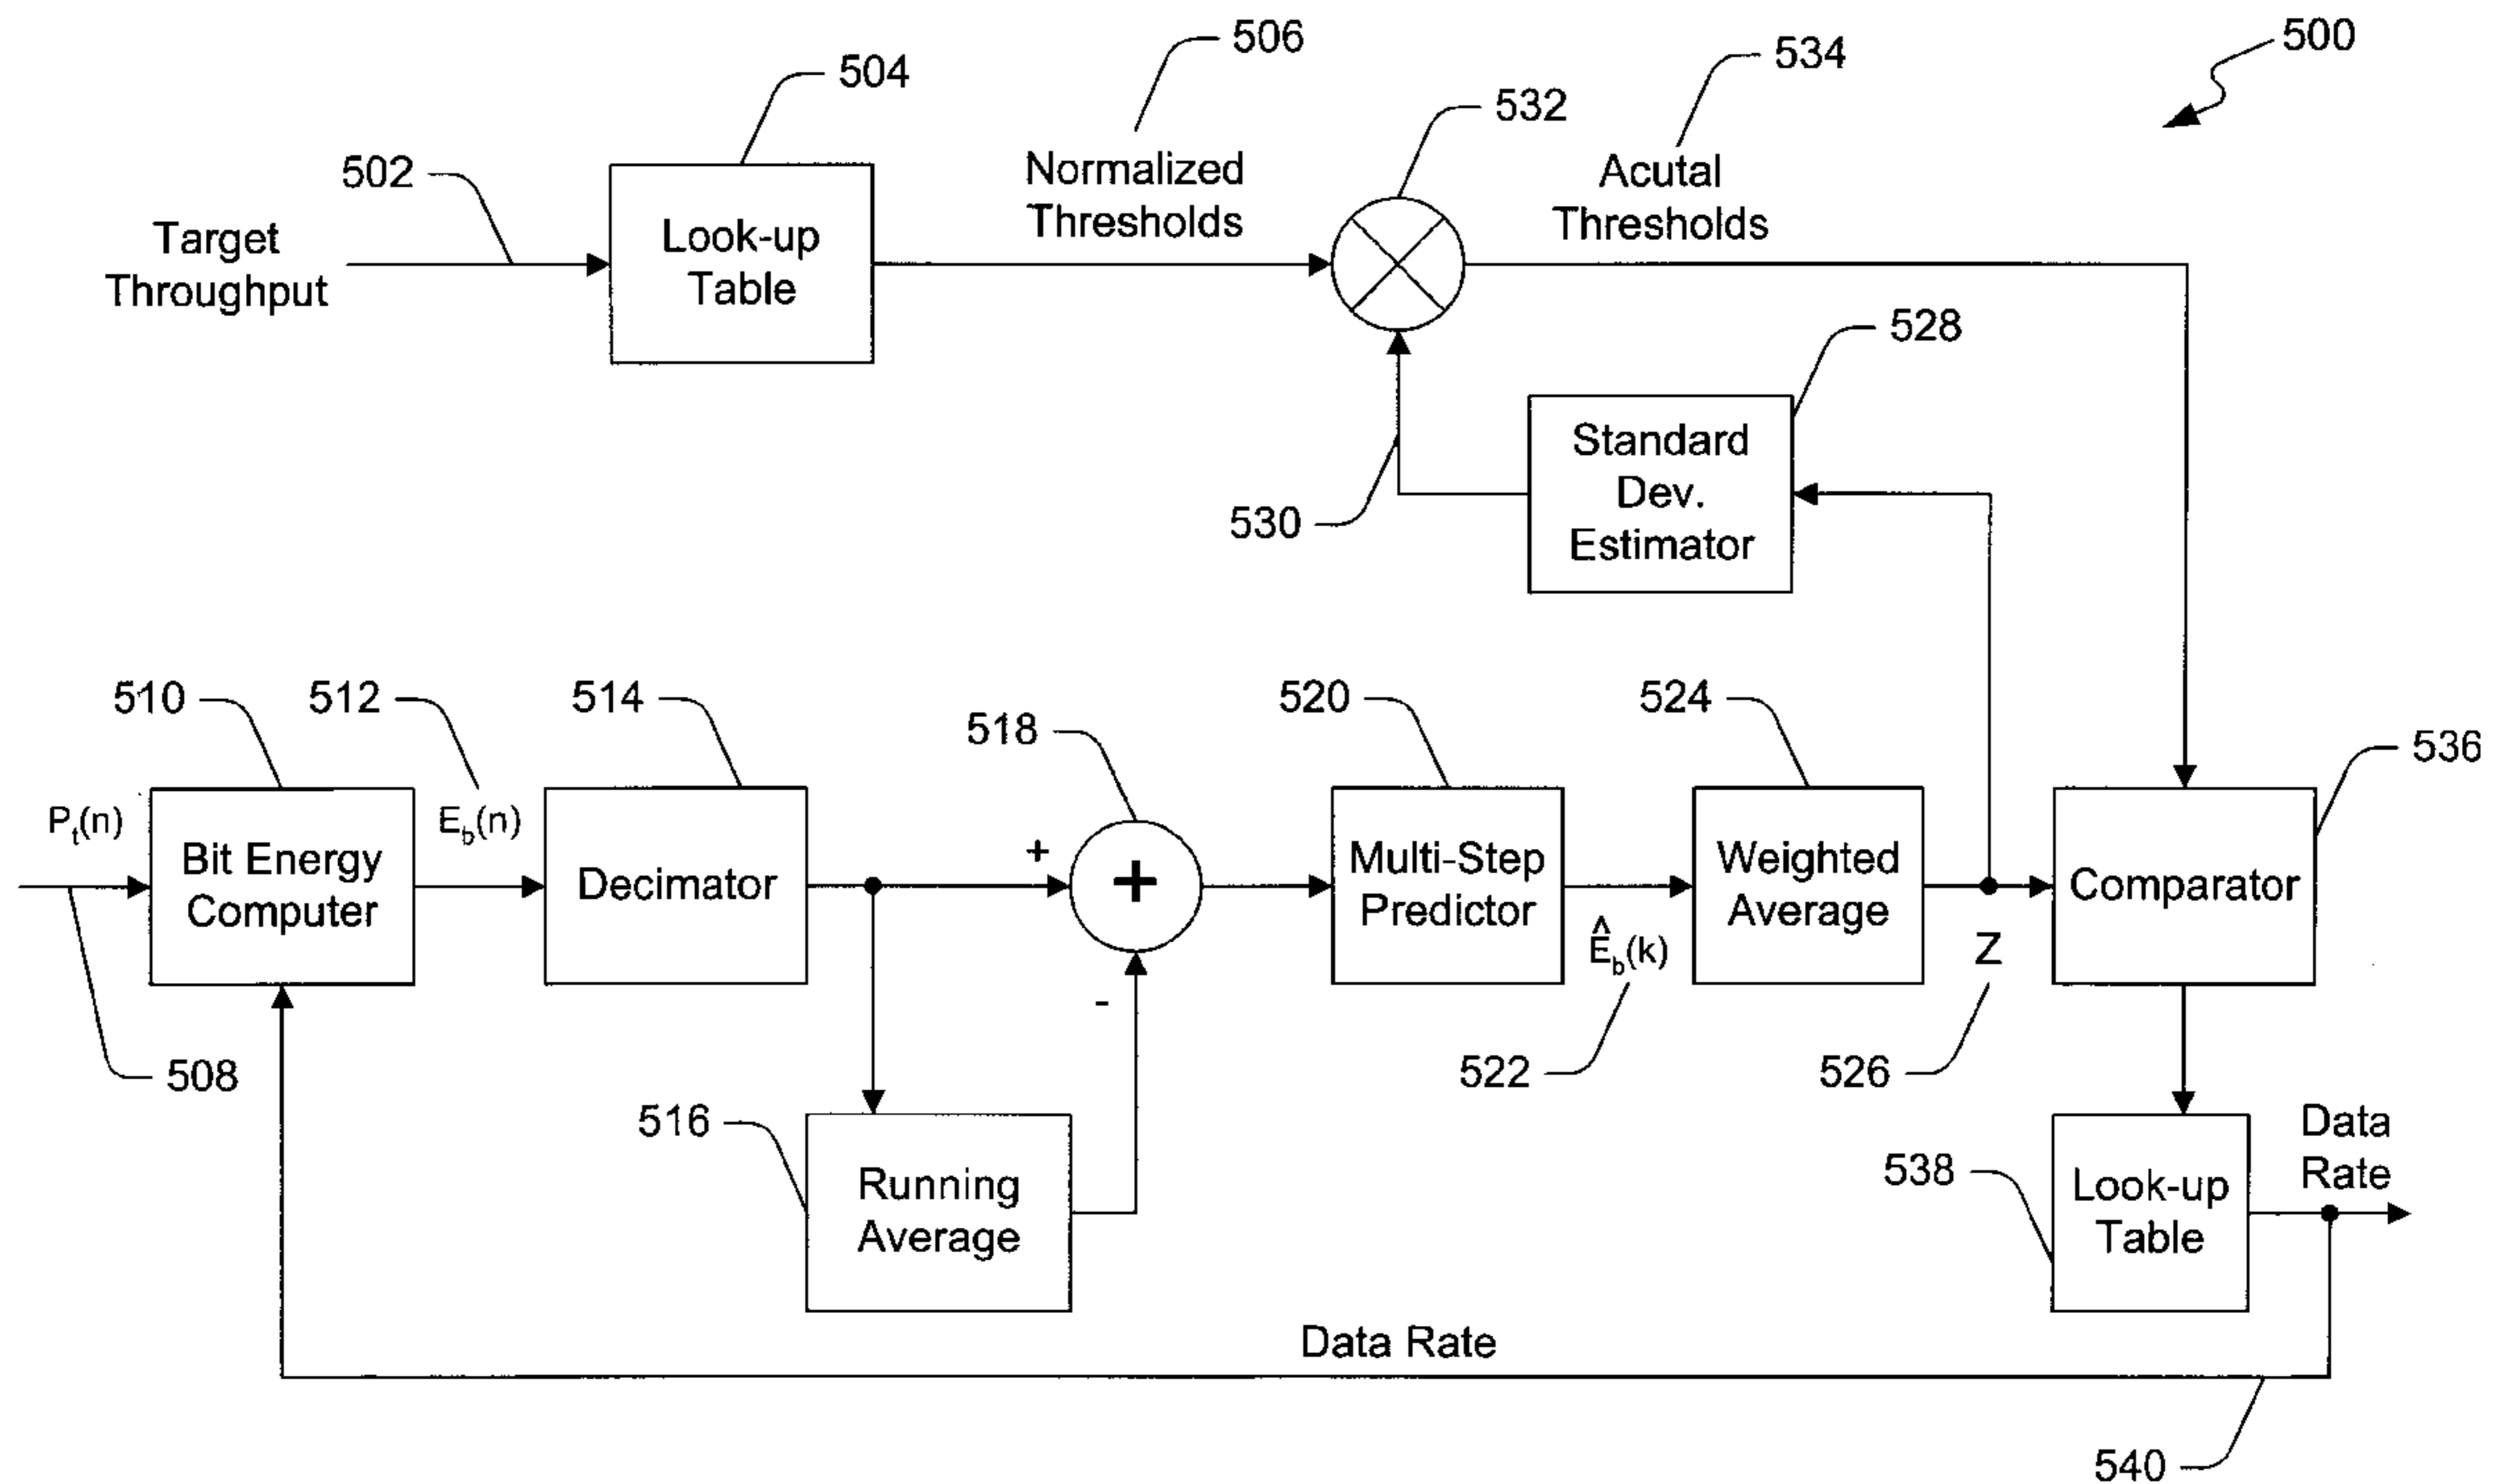 506
500
534
504
532
502
Normalized
Thresholds
Acutal
Thresholds
Target
Throughput
Look-up
Table
528
530
Standard
Dev.
Estimator
510
512
514
518
520
524
536
Pt(n)
Bit Energy
Computer
Eb(n)
Decimator
+
+
-
Multi-Step
Predictor
Êb(k)
Weighted
Average
Z
Comparator
508
522
526
516
Running
Average
538
Look-up
Table
Data
Rate
Data Rate
540